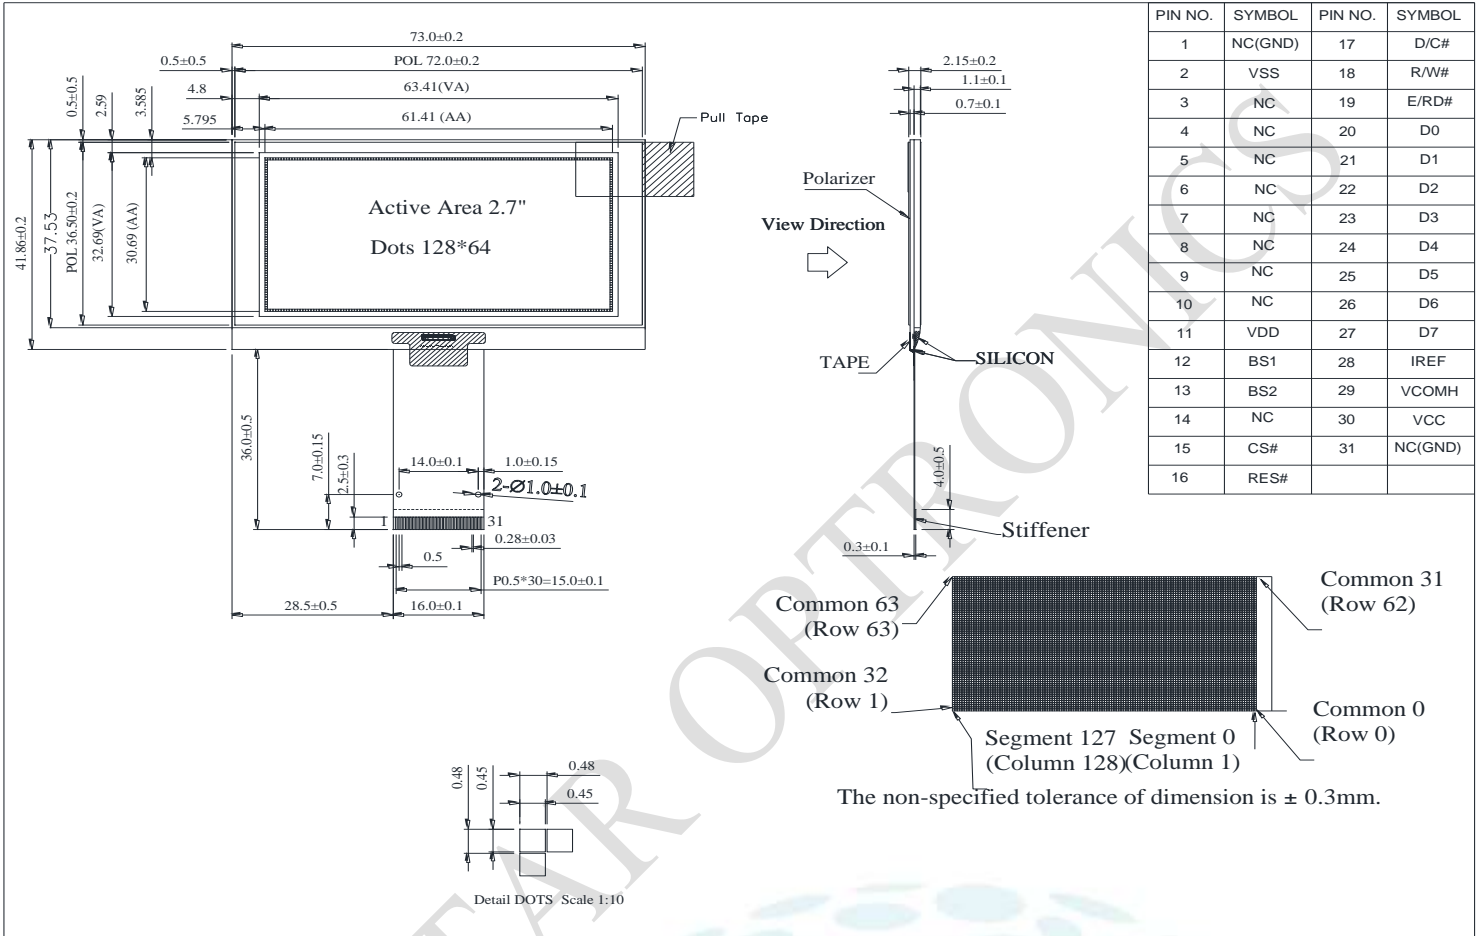 73.0±0.2
0.5±0.5
POL 72.0±0.2
4.8
63.41(VA)
5.795
61.41 (AA)
0.5±0.5
2.59
3.585
Pull Tape
41.86±0.2
37.53
POL 36.50±0.2
32.69(VA)
30.69 (AA)
Active Area 2.7"
Dots 128*64
36.0±0.5
7.0±0.15
2.5±0.3
14.0±0.1
1.0±0.15
2-Ø1.0±0.1
1
31
0.28±0.03
0.5
P0.5*30=15.0±0.1
28.5±0.5
16.0±0.1
2.15±0.2
1.1±0.1
0.7±0.1
Polarizer
View Direction
TAPE
SILICON
4.0±0.5
Stiffener
0.3±0.1
PIN NO. SYMBOL PIN NO. SYMBOL
1 NC(GND) 17 D/C#
2 VSS 18 R/W#
3 NC 19 E/RD#
4 NC 20 D0
5 NC 21 D1
6 NC 22 D2
7 NC 23 D3
8 NC 24 D4
9 NC 25 D5
10 NC 26 D6
11 VDD 27 D7
12 BS1 28 IREF
13 BS2 29 VCOMH
14 NC 30 VCC
15 CS# 31 NC(GND)
16 RES#
Common 63
(Row 63)
Common 31
(Row 62)
Common 32
(Row 1)
Common 0
(Row 0)
Segment 127 Segment 0
(Column 128)(Column 1)
The non-specified tolerance of dimension is ± 0.3mm.
0.48
0.45
0.48
0.45
Detail DOTS Scale 1:10
TAR OPTRONICS